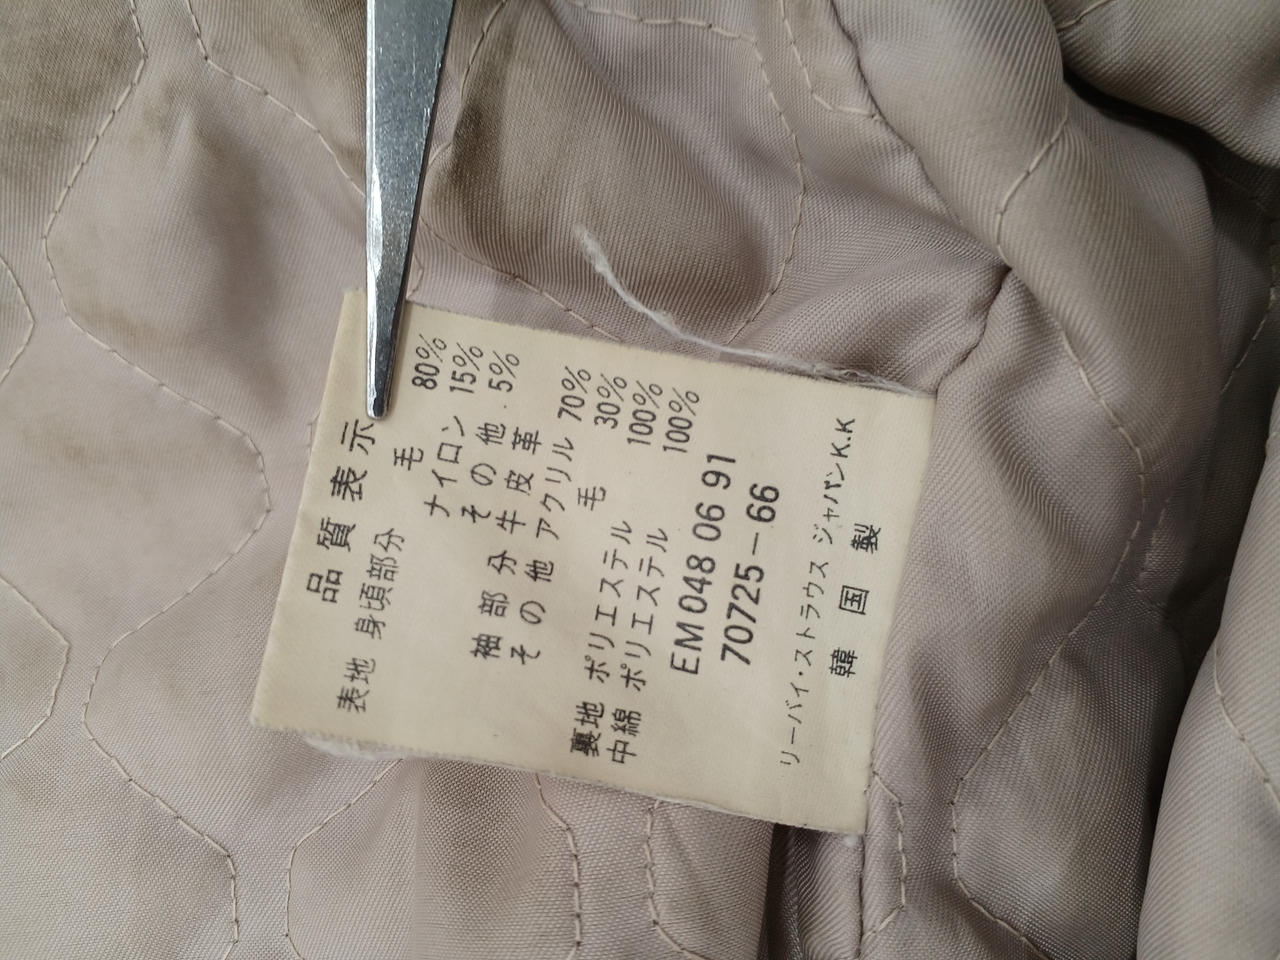 品質表示
表地 身頃部分 毛 80%
ナイロン 15%
その他 5%
袖部分 牛皮革
その他 アクリル 70%
毛 30%
裏地 ポリエステル 100%
中綿 ポリエステル 100%
EM 048 06 91
70725-66
リーバイ・ストラウス ジャパンK.K
韓国製